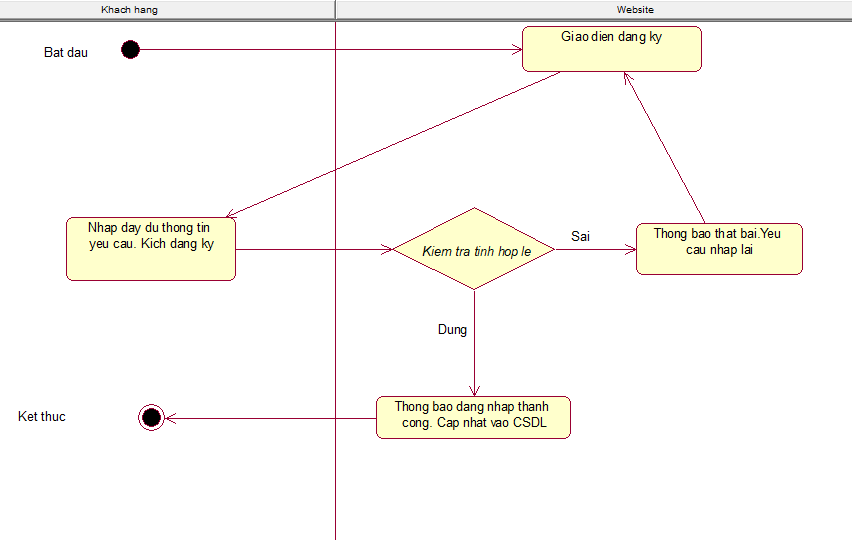 Khach hang
Website
Bat dau
Giao dien dang ky
Nhap day du thong tin
yeu cau. Kich dang ky
Kiem tra tinh hop le
Sai
Thong bao that bai.Yeu
cau nhap lai
Dung
Thong bao dang nhap thanh
cong. Cap nhat vao CSDL
Ket thuc